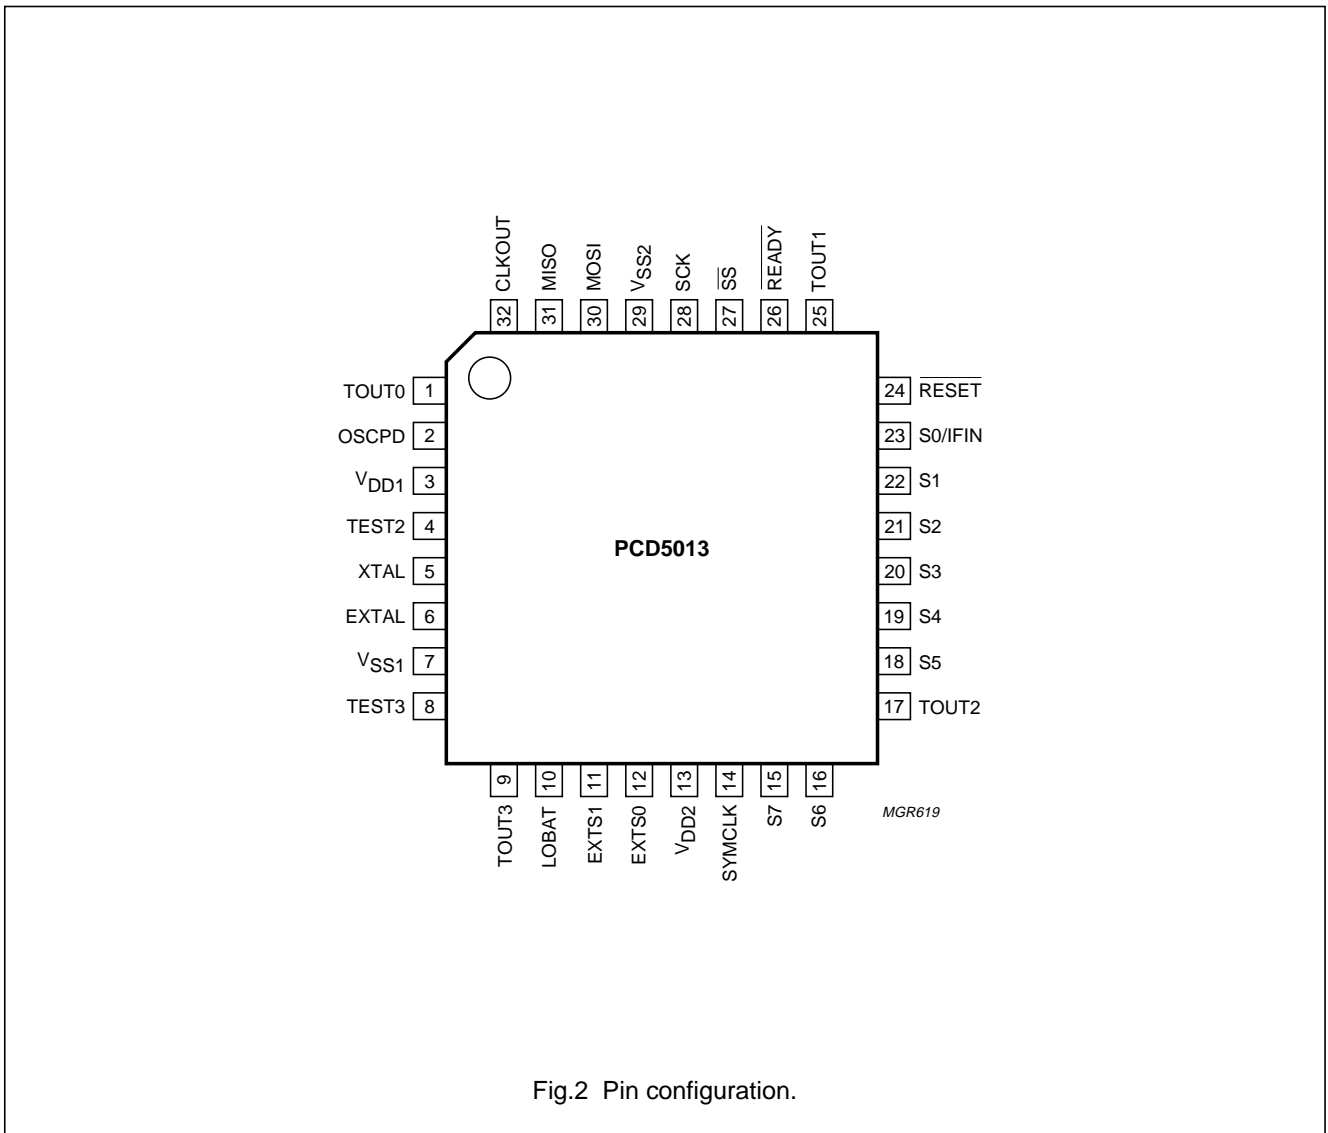 CLKOUT
MISO
MOSI
VSS2
SCK
SS
READY
TOUT1
32
31
30
29
28
27
26
25
TOUT0 1
OSCPD 2
VDD1 3
TEST2 4
XTAL 5
EXTAL 6
VSS1 7
TEST3 8
PCD5013
24 RESET
23 S0/IFIN
22 S1
21 S2
20 S3
19 S4
18 S5
17 TOUT2
9
10
11
12
13
14
15
16
TOUT3
LOBAT
EXTS1
EXTS0
VDD2
SYMCLK
S7
S6
MGR619
Fig.2 Pin configuration.